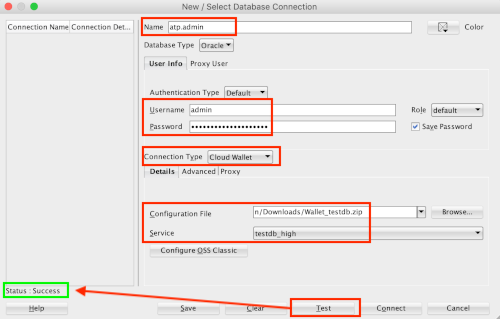 New / Select Database Connection
Connection Name Connection Det...
Name atp.admin Color
Database Type Oracle
User Info Proxy User
Authentication Type Default
Username admin Role default
Password •••••••••••••••••••• Save Password
Connection Type Cloud Wallet
Details Advanced Proxy
Configuration File n/Downloads/Wallet_testdb.zip Browse...
Service testdb_high
Configure OSS Classic
Status : Success
Help Save Clear Test Connect Cancel